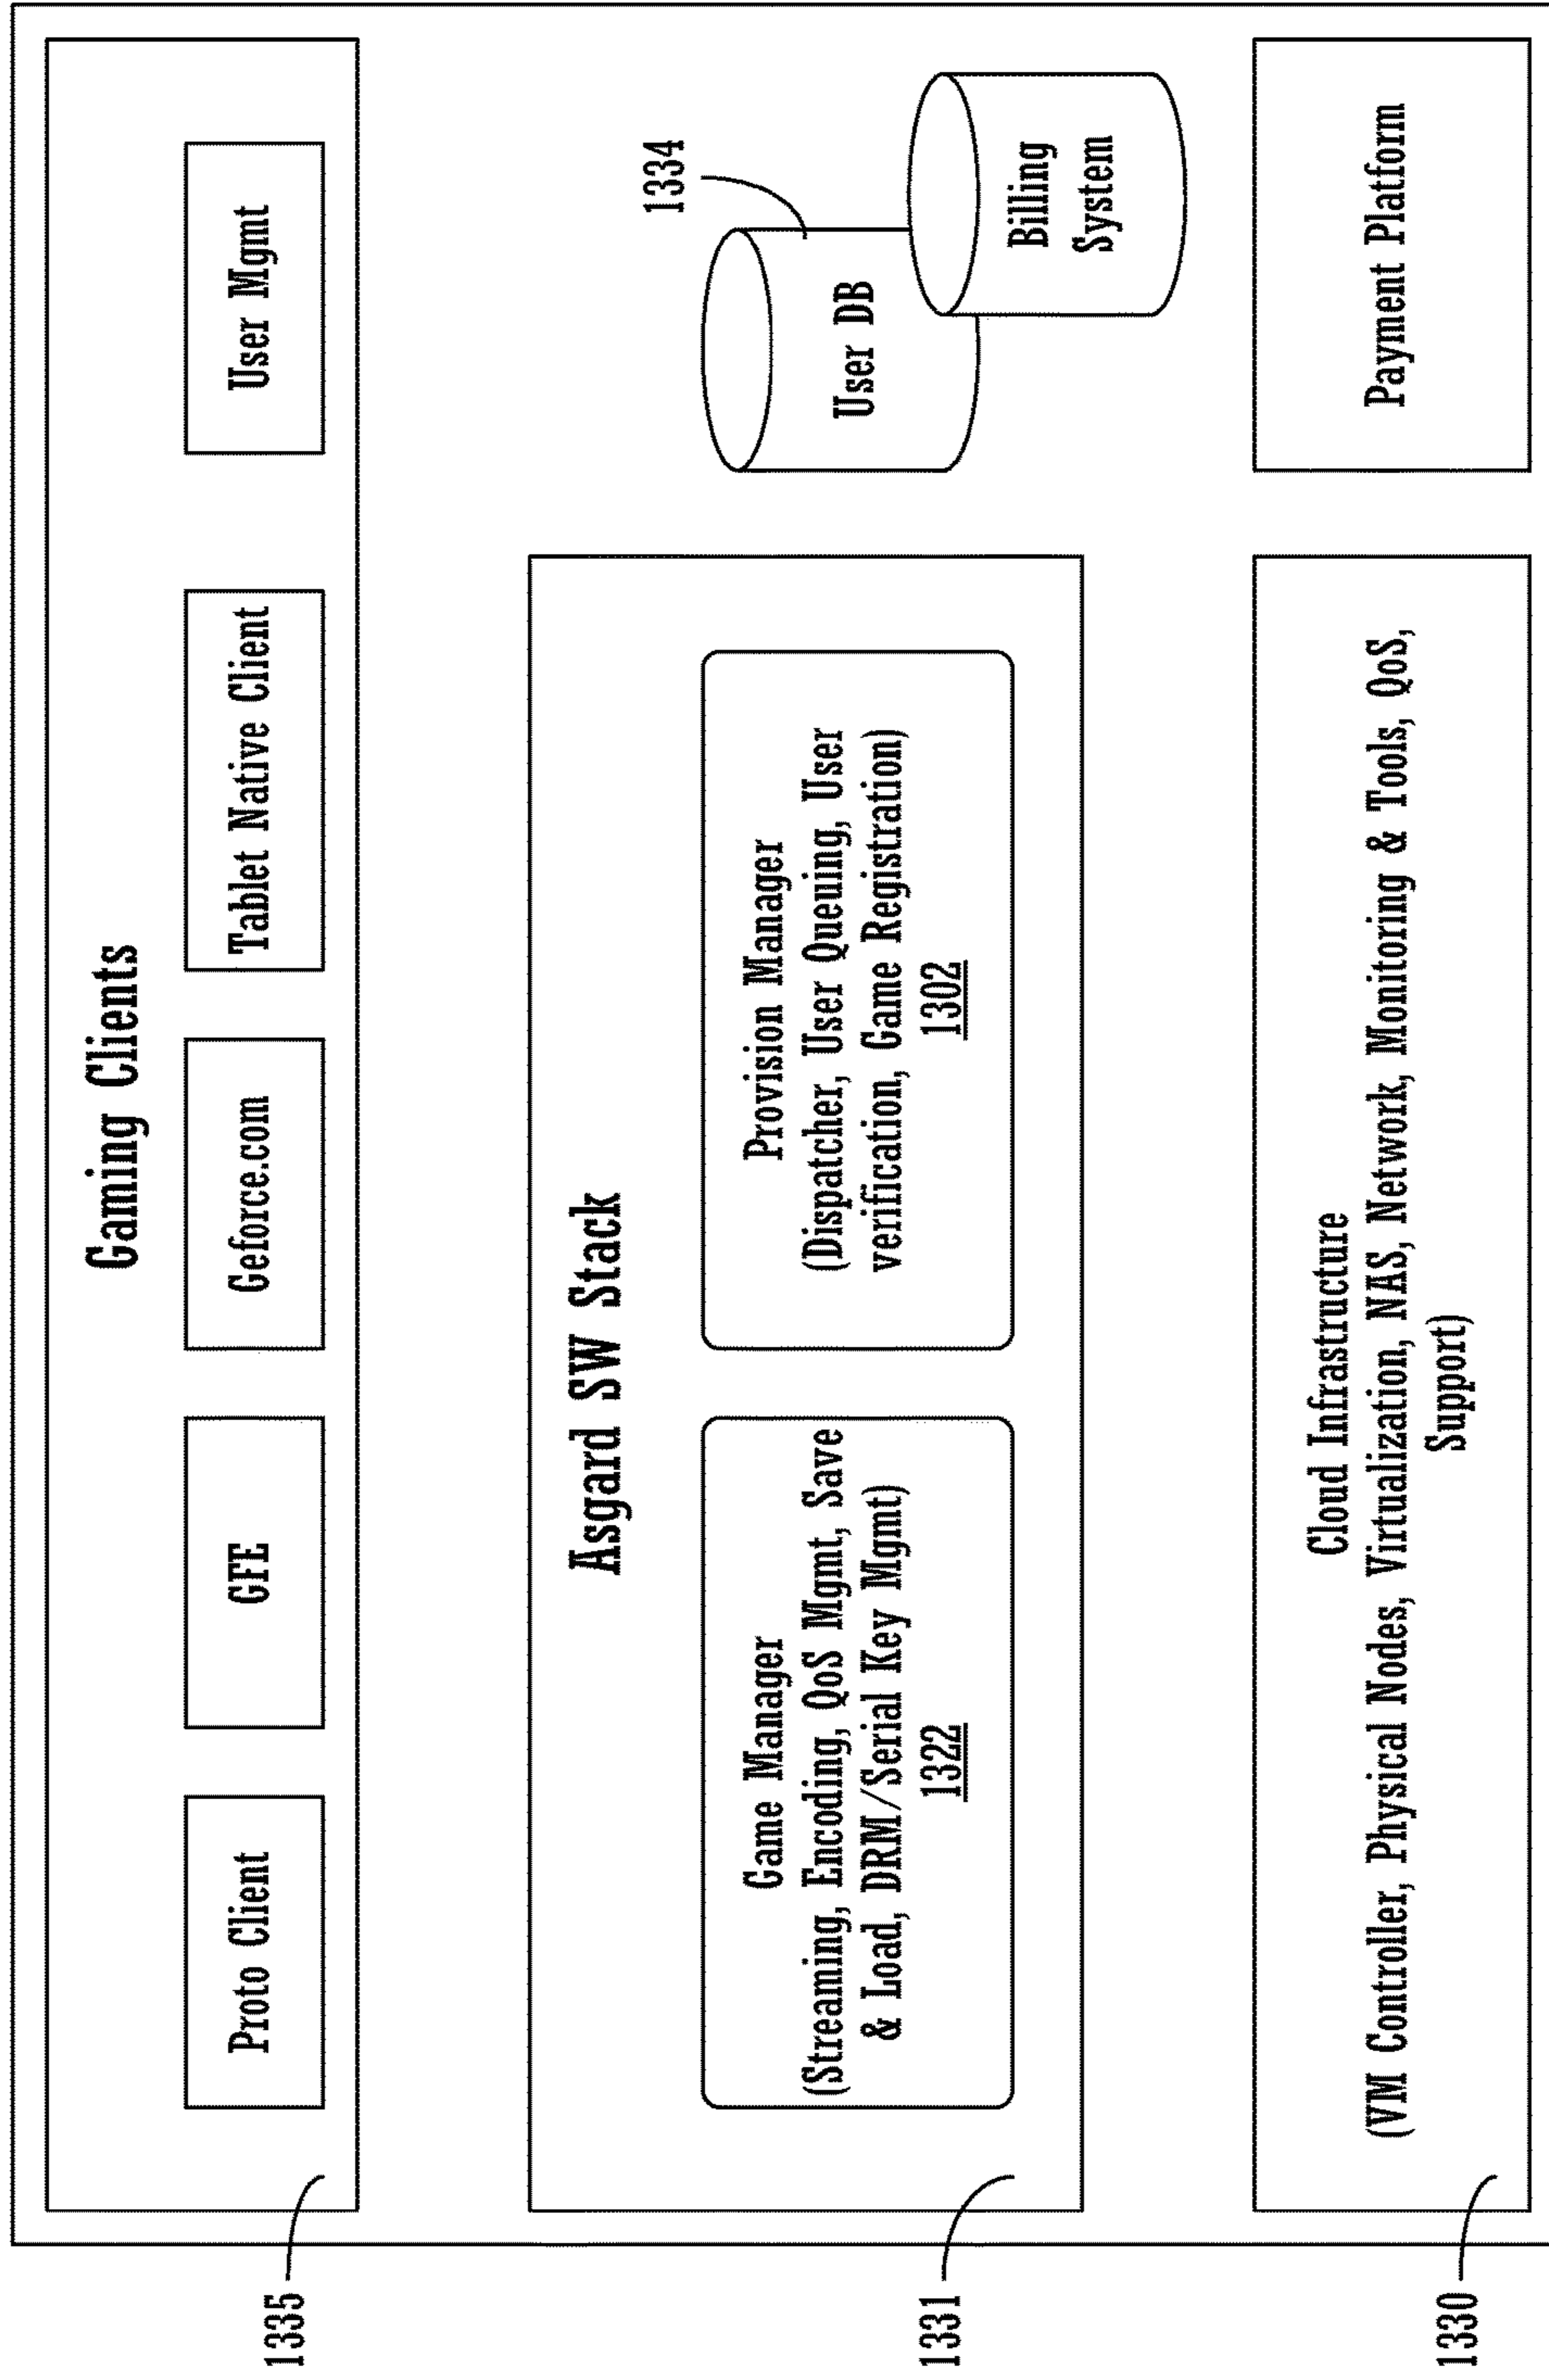 Gaming Clients
Proto Client
GFE
Geforce.com
Tablet Native Client
User Mgmt
1335
Asgard SW Stack
Game Manager
(Streaming, Encoding, QoS Mgmt, Save
& Load, DRM/Serial Key Mgmt)
1322
Provision Manager
(Dispatcher, User Queuing, User
verification, Game Registration)
1302
1331
1334
User DB
Billing
System
Cloud Infrastructure
(VM Controller, Physical Nodes, Virtualization, NAS, Network, Monitoring & Tools, QoS,
Support)
1330
Payment Platform